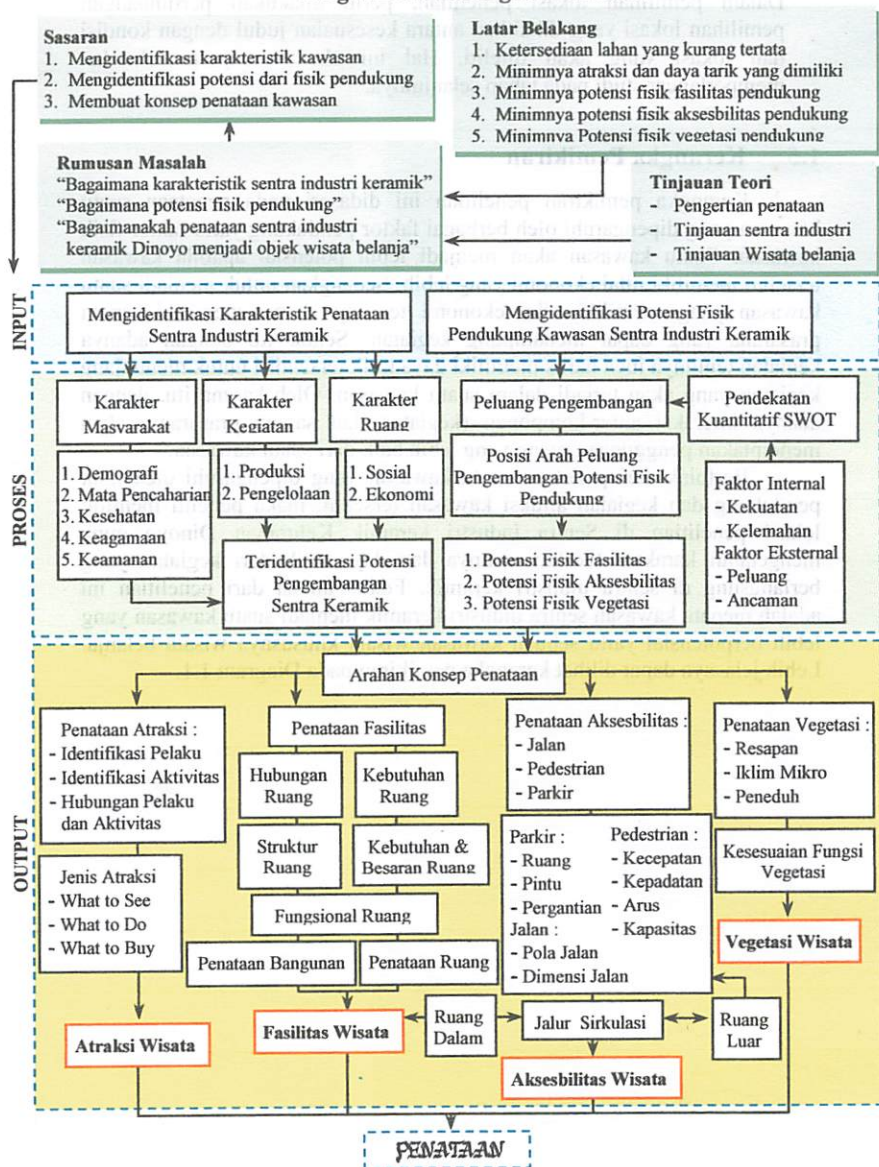 Sasaran
1. Mengidentifikasi karakteristik kawasan
2. Mengidentifikasi potensi dari fisik pendukung
3. Membuat konsep penataan kawasan
Latar Belakang
1. Ketersediaan lahan yang kurang tertata
2. Minimnya atraksi dan daya tarik yang dimiliki
3. Minimnya potensi fisik fasilitas pendukung
4. Minimnya potensi fisik aksesbilitas pendukung
5. Minimnya Potensi fisik vegetasi pendukung
Rumusan Masalah
“Bagaimana karakteristik sentra industri keramik”
“Bagaimana potensi fisik pendukung”
“Bagaimanakah penataan sentra industri
keramik Dinoyo menjadi objek wisata belanja”
Tinjauan Teori
- Pengertian penataan
- Tinjauan sentra industri
- Tinjauan Wisata belanja
INPUT
Mengidentifikasi Karakteristik Penataan
Sentra Industri Keramik
Mengidentifikasi Potensi Fisik
Pendukung Kawasan Sentra Industri Keramik
PROSES
Karakter
Masyarakat
Karakter
Kegiatan
Karakter
Ruang
Peluang Pengembangan
Pendekatan
Kuantitatif SWOT
1. Demografi
2. Mata Pencaharian
3. Kesehatan
4. Keagamaan
5. Keamanan
1. Produksi
2. Pengelolaan
1. Sosial
2. Ekonomi
Posisi Arah Peluang
Pengembangan Potensi Fisik
Pendukung
Faktor Internal
- Kekuatan
- Kelemahan
Faktor Eksternal
- Peluang
- Ancaman
Teridentifikasi Potensi
Pengembangan
Sentra Keramik
1. Potensi Fisik Fasilitas
2. Potensi Fisik Aksesbilitas
3. Potensi Fisik Vegetasi
OUTPUT
Arahan Konsep Penataan
Penataan Atraksi :
- Identifikasi Pelaku
- Identifikasi Aktivitas
- Hubungan Pelaku
dan Aktivitas
Penataan Fasilitas
Penataan Aksesbilitas :
- Jalan
- Pedestrian
- Parkir
Penataan Vegetasi :
- Resapan
- Iklim Mikro
- Peneduh
Hubungan
Ruang
Kebutuhan
Ruang
Struktur
Ruang
Kebutuhan &
Besaran Ruang
Parkir :
- Ruang
- Pintu
- Pergantian
Jalan :
- Pola Jalan
- Dimensi Jalan
Pedestrian :
- Kecepatan
- Kepadatan
- Arus
- Kapasitas
Kesesuaian Fungsi
Vegetasi
Jenis Atraksi
- What to See
- What to Do
- What to Buy
Fungsional Ruang
Penataan Bangunan
Penataan Ruang
Vegetasi Wisata
Atraksi Wisata
Fasilitas Wisata
Ruang
Dalam
Jalur Sirkulasi
Ruang
Luar
Aksesbilitas Wisata
PENATAAN